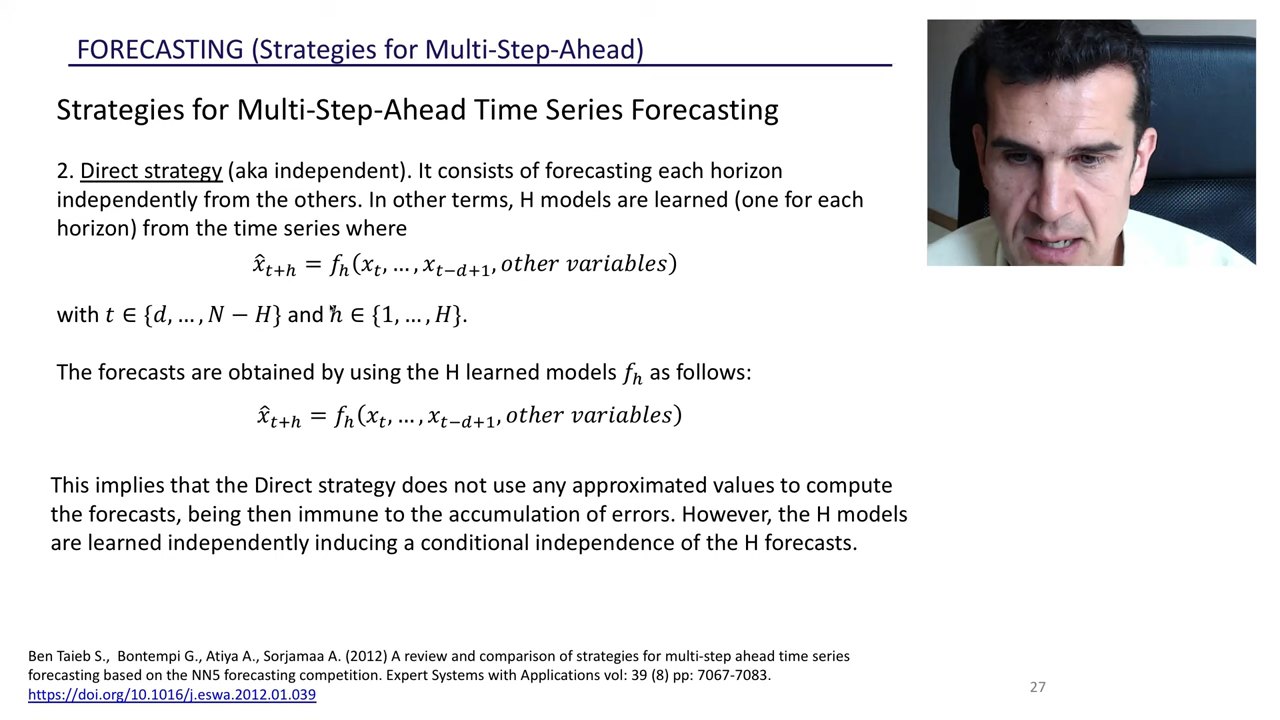 FORECASTING (Strategies for Multi-Step-Ahead)
Strategies for Multi-Step-Ahead Time Series Forecasting
2. Direct strategy (aka independent). It consists of forecasting each horizon
independently from the others. In other terms, H models are learned (one for each
horizon) from the time series where
x̂_{t+h} = f_h(x_t, … , x_{t−d+1}, other variables)
with t ∈ {d, … , N − H} and h ∈ {1, … , H}.
The forecasts are obtained by using the H learned models f_h as follows:
x̂_{t+h} = f_h(x_t, … , x_{t−d+1}, other variables)
This implies that the Direct strategy does not use any approximated values to compute
the forecasts, being then immune to the accumulation of errors. However, the H models
are learned independently inducing a conditional independence of the H forecasts.
Ben Taieb S., Bontempi G., Atiya A., Sorjamaa A. (2012) A review and comparison of strategies for multi-step ahead time series
forecasting based on the NN5 forecasting competition. Expert Systems with Applications vol: 39 (8) pp: 7067-7083.
https://doi.org/10.1016/j.eswa.2012.01.039
27